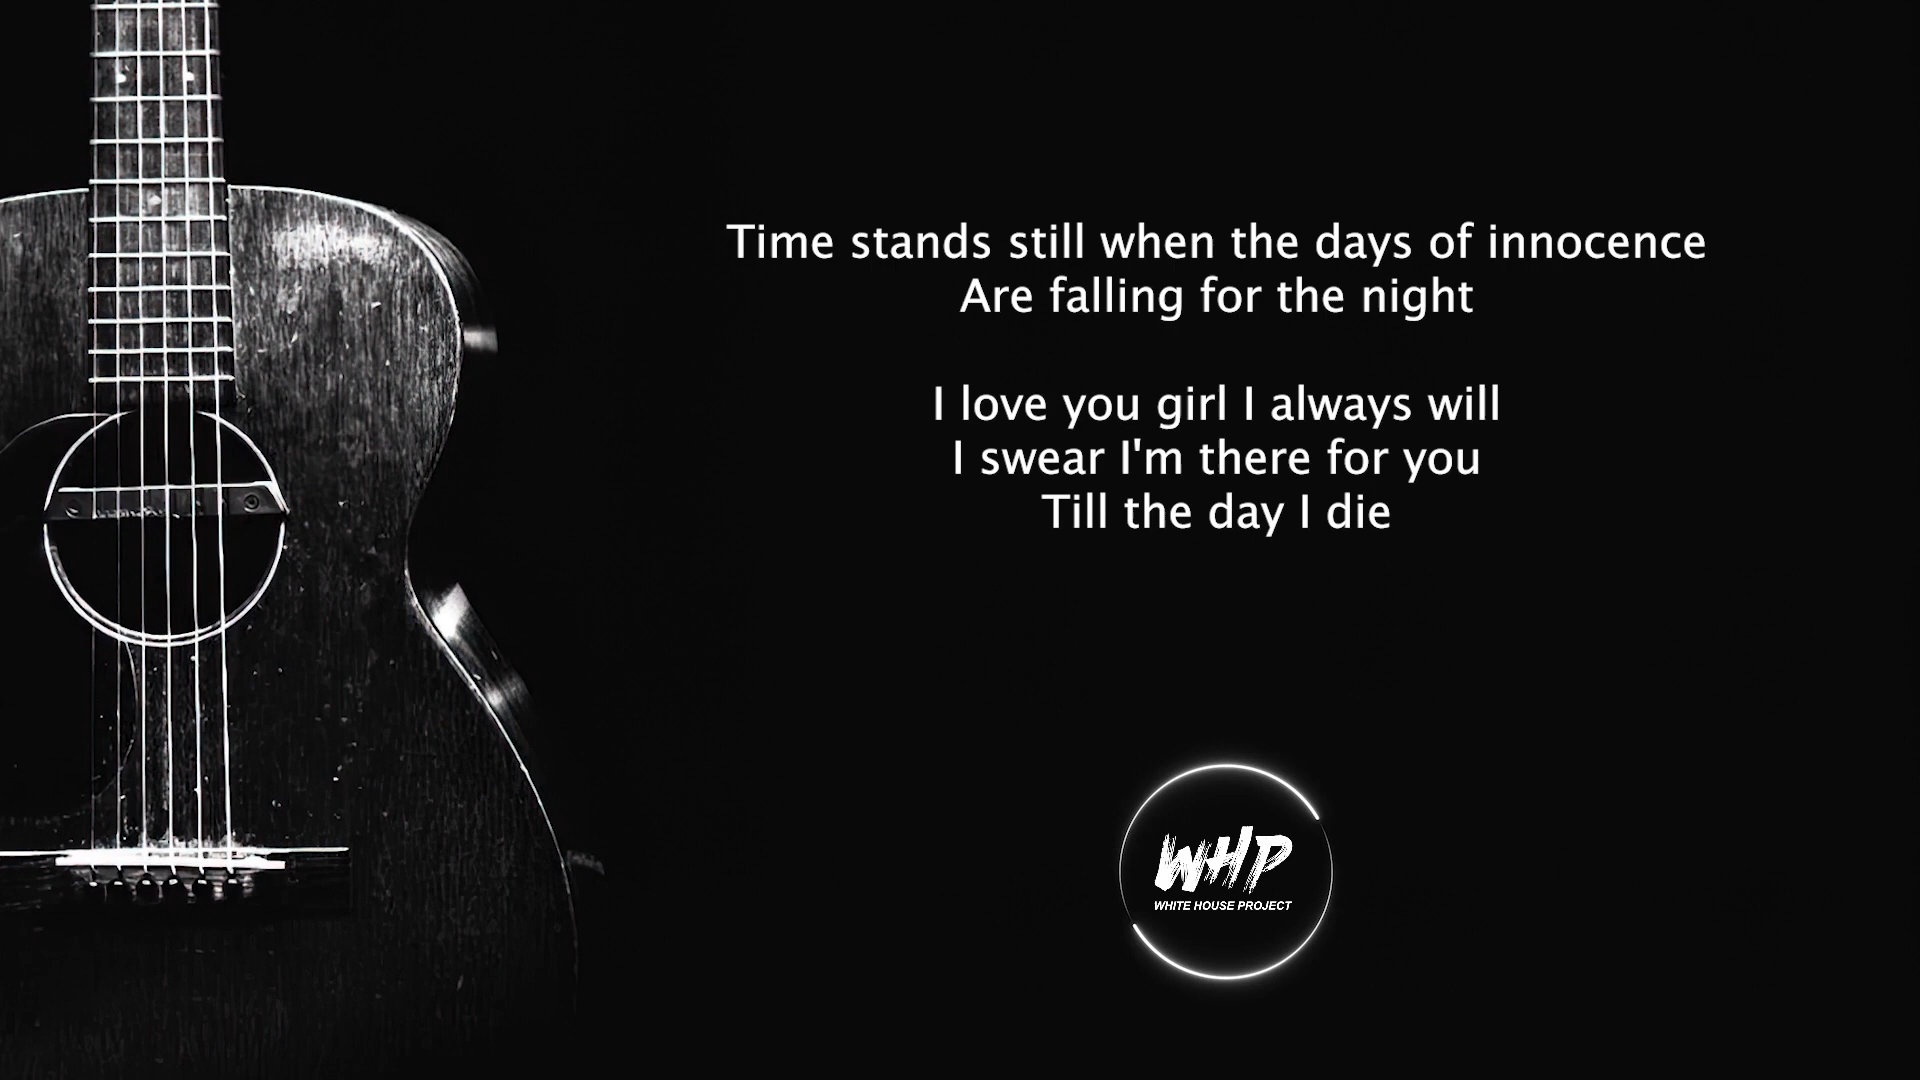 Time stands still when the days of innocence
Are falling for the night
I love you girl I always will
I swear I'm there for you
Till the day I die
WHP
WHITE HOUSE PROJECT